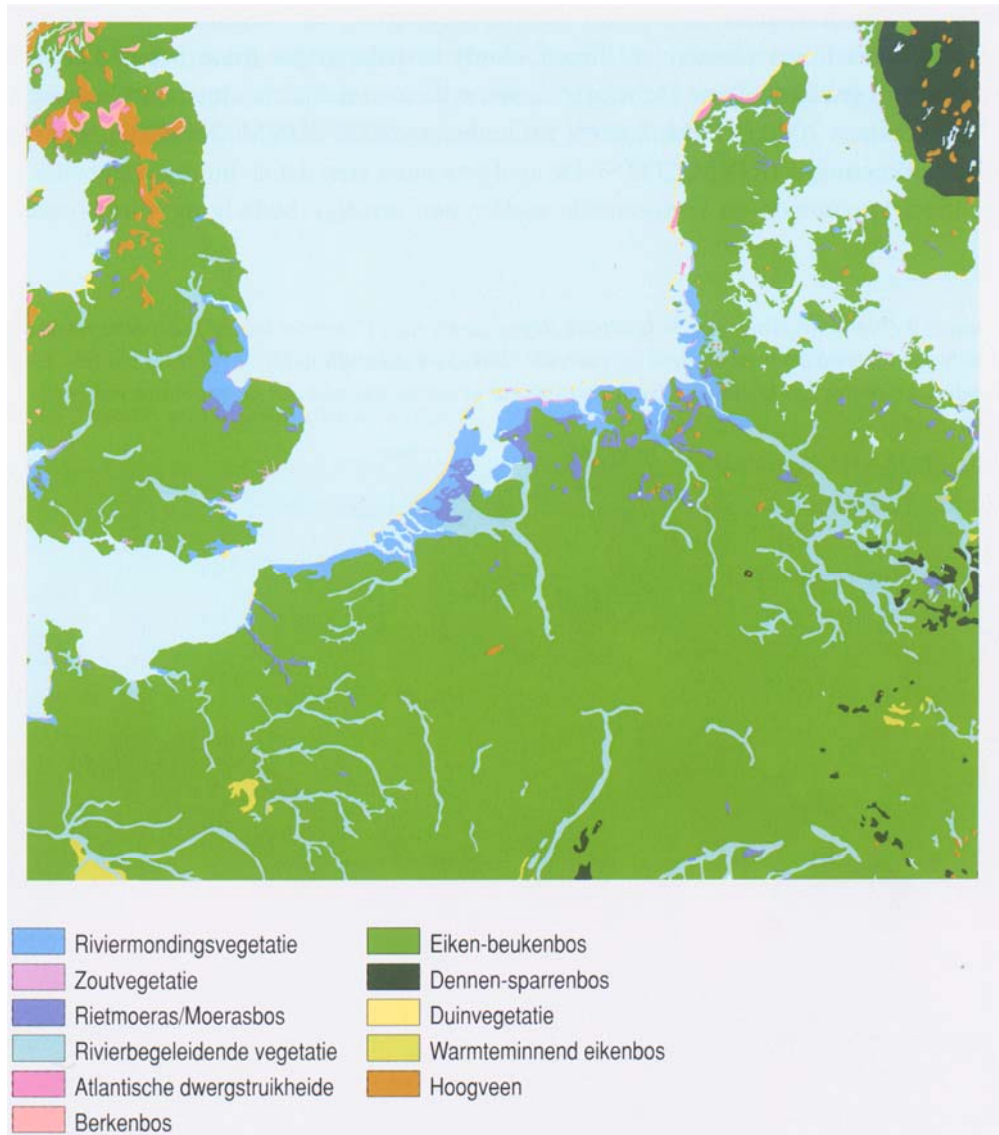 Riviermondingsvegetatie
Zoutvegetatie
Rietmoeras/Moerasbos
Rivierbegeleidende vegetatie
Atlantische dwergstruikheide
Berkenbos
Eiken-beukenbos
Dennen-sparrenbos
Duinvegetatie
Warmteminnend eikenbos
Hoogveen